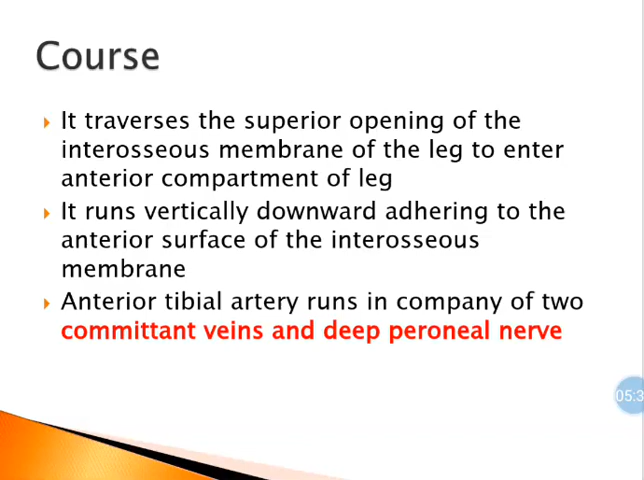 Course
It traverses the superior opening of the
interosseous membrane of the leg to enter
anterior compartment of leg
It runs vertically downward adhering to the
anterior surface of the interosseous
membrane
Anterior tibial artery runs in company of two
committant veins and deep peroneal nerve
05:3